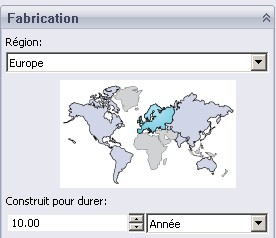 Fabrication
Région:
Europe
Construit pour durer:
10.00 Année